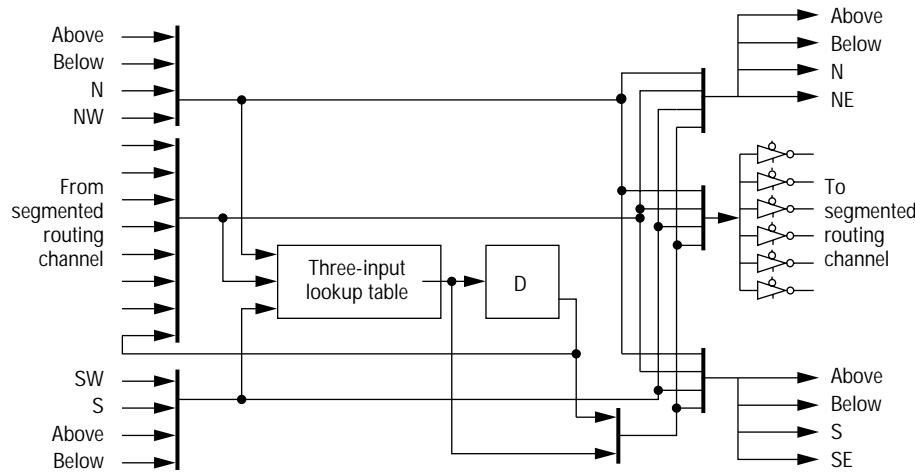 Above
Below
N
NW
From
segmented
routing
channel
SW
S
Above
Below
Three-input
lookup table
D
Above
Below
N
NE
To
segmented
routing
channel
Above
Below
S
SE